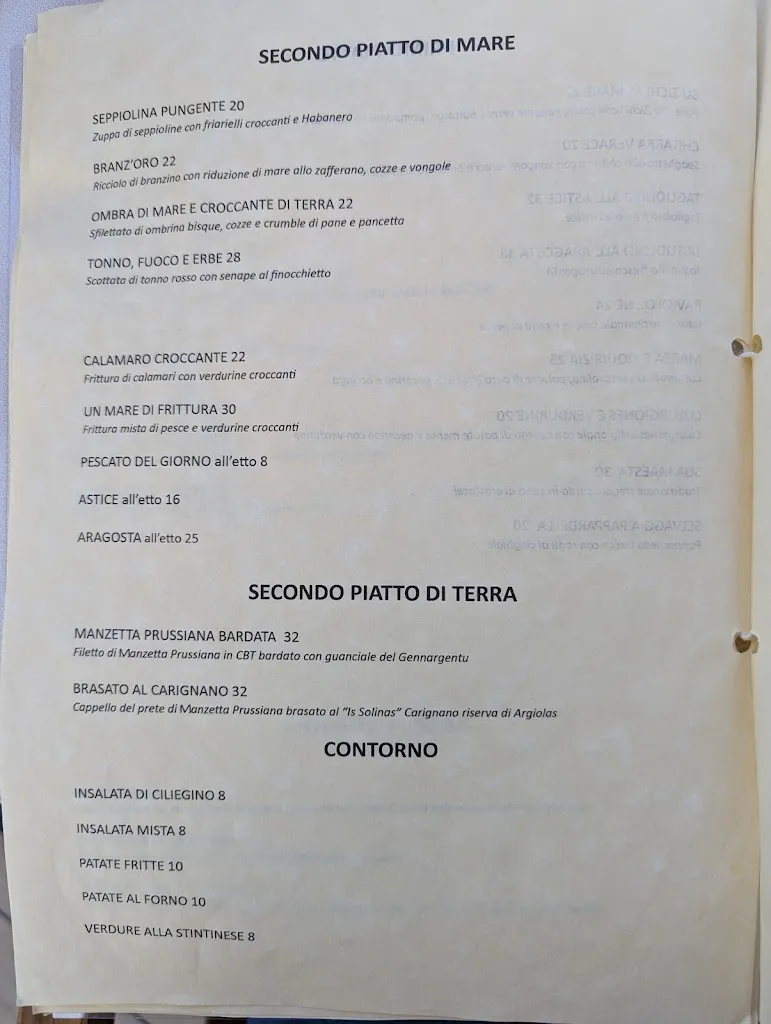 SECONDO PIATTO DI MARE
SEPPIOLINA PUNGENTE 20
Zuppa di seppioline con friarielli croccanti e Habanero
BRANZ'ORO 22
Ricciola di branzino con riduzione di mare allo zafferano, cozze e vongole
OMBRA DI MARE E CROCCANTE DI TERRA 22
Sfilettato di ombrina bisque, cozze e crumble di pane e pancetta
TONNO, FUOCO E ERBE 28
Scottata di tonno rosso con senape al finocchietto
CALAMARO CROCCANTE 22
Frittura di calamari con verdurine croccanti
UN MARE DI FRITTURA 30
Frittura mista di pesce e verdurine croccanti
PESCATO DEL GIORNO all'etto 8
ASTICE all'etto 16
ARAGOSTA all'etto 25
SECONDO PIATTO DI TERRA
MANZETTA PRUSSIANA BARDATA 32
Filetto di Manzetta Prussiana in CBT bardato con guanciale del Gennargentu
BRASATO AL CARIGNANO 32
Cappello del prete di Manzetta Prussiana brasato al "Is Solinas" Carignano riserva di Argiolas
CONTORNO
INSALATA DI CILIEGINO 8
INSALATA MISTA 8
PATATE FRITTE 10
PATATE AL FORNO 10
VERDURE ALLA STINTINESE 8